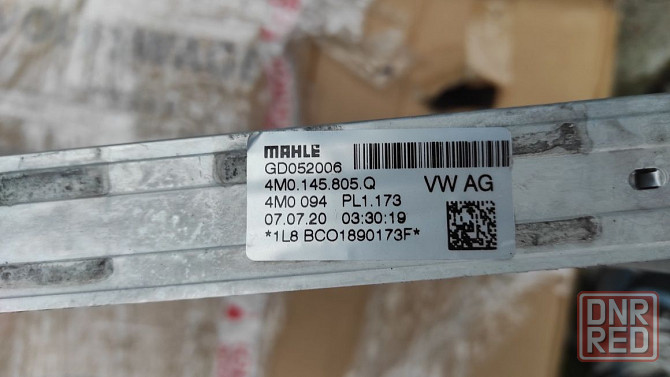 MAHLE
GD052006
4M0.145.805.Q VW AG
4M0 094 PL1.173
07.07.20 03:30:19
*1L8 BCO1890173F*
DNR
RED